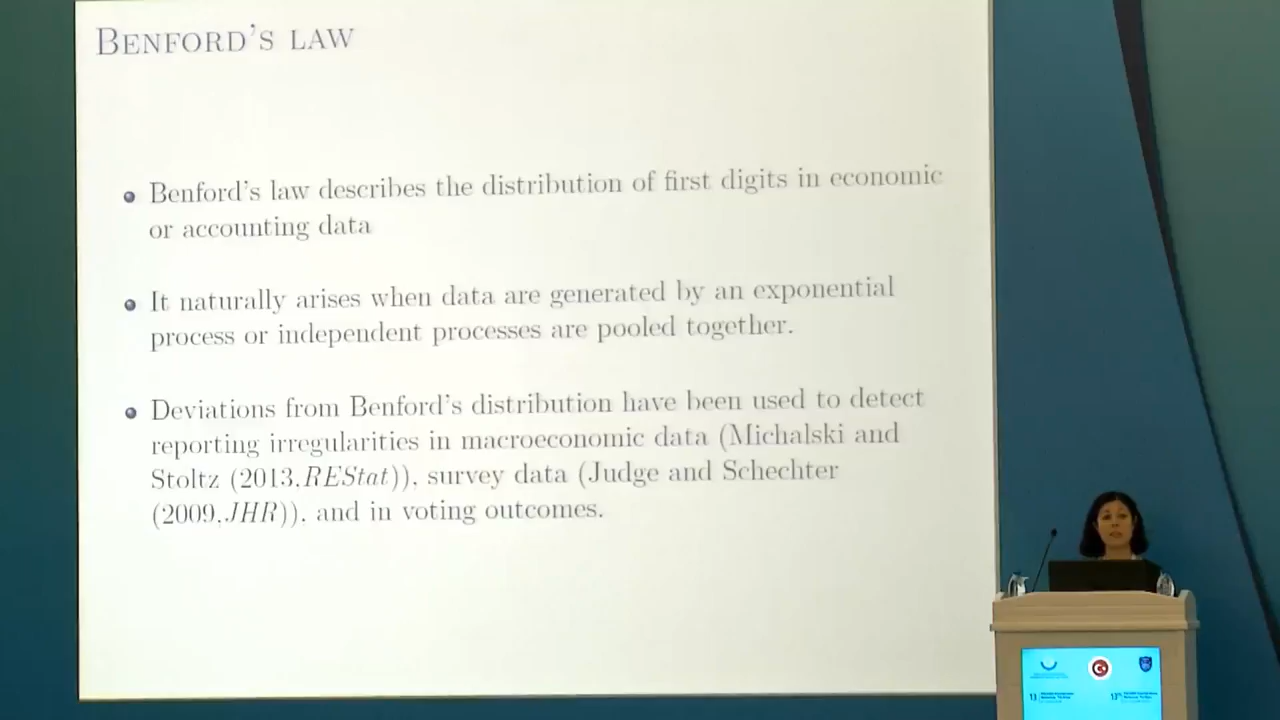 BENFORD'S LAW
Benford's law describes the distribution of first digits in economic
or accounting data
It naturally arises when data are generated by an exponential
process or independent processes are pooled together.
Deviations from Benford's distribution have been used to detect
reporting irregularities in macroeconomic data (Michalski and
Stoltz (2013,REStat)), survey data (Judge and Schechter
(2009,JHR)), and in voting outcomes.